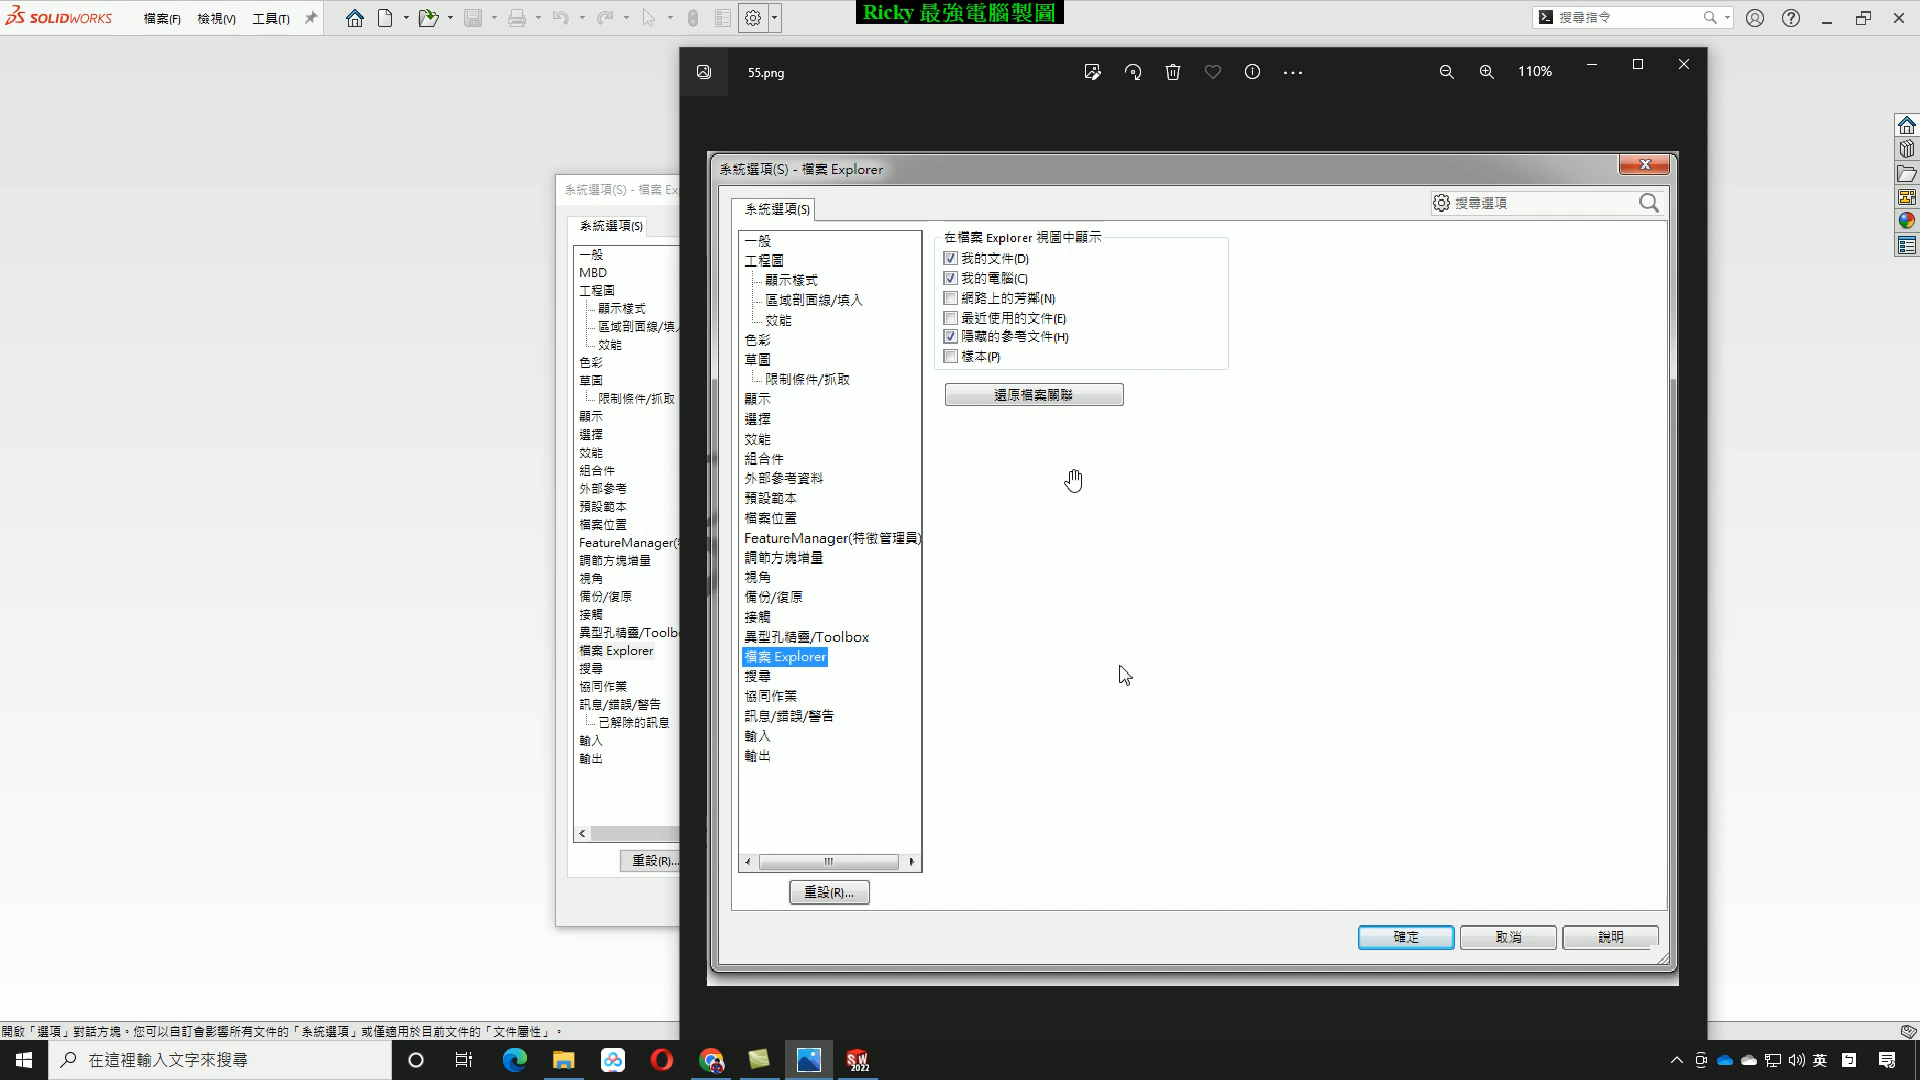 SOLIDWORKS 檔案(F) 檢視(V) 工具(T)
Ricky 最強電腦製圖
搜尋指令
55.png
110%
系統選項(S) - 檔案 Ex
系統選項(S)
一般
MBD
工程圖
顯示樣式
區域剖面線/填入
效能
色彩
草圖
限制條件/抓取
顯示
選擇
效能
組合件
外部參考
預設範本
檔案位置
FeatureManager(
調節方塊增量
視角
備份/復原
接觸
異型孔精靈/Toolb
檔案 Explorer
搜尋
協同作業
訊息/錯誤/警告
已解除的訊息
輸入
輸出
重設(R)...
系統選項(S) - 檔案 Explorer
系統選項(S)
搜尋選項
一般
工程圖
顯示樣式
區域剖面線/填入
效能
色彩
草圖
限制條件/抓取
顯示
選擇
效能
組合件
外部參考資料
預設範本
檔案位置
FeatureManager(特徵管理員)
調節方塊增量
視角
備份/復原
接觸
異型孔精靈/Toolbox
檔案 Explorer
搜尋
協同作業
訊息/錯誤/警告
輸入
輸出
重設(R)...
在檔案 Explorer 視圖中顯示
我的文件(D)
我的電腦(C)
網路上的芳鄰(N)
最近使用的文件(E)
隱藏的參考文件(H)
樣本(P)
還原檔案關聯
確定 取消 說明
開啟「選項」對話方塊。您可以自訂會影響所有文件的「系統選項」或僅適用於目前文件的「文件屬性」。
在這裡輸入文字來搜尋
SW
2022
英